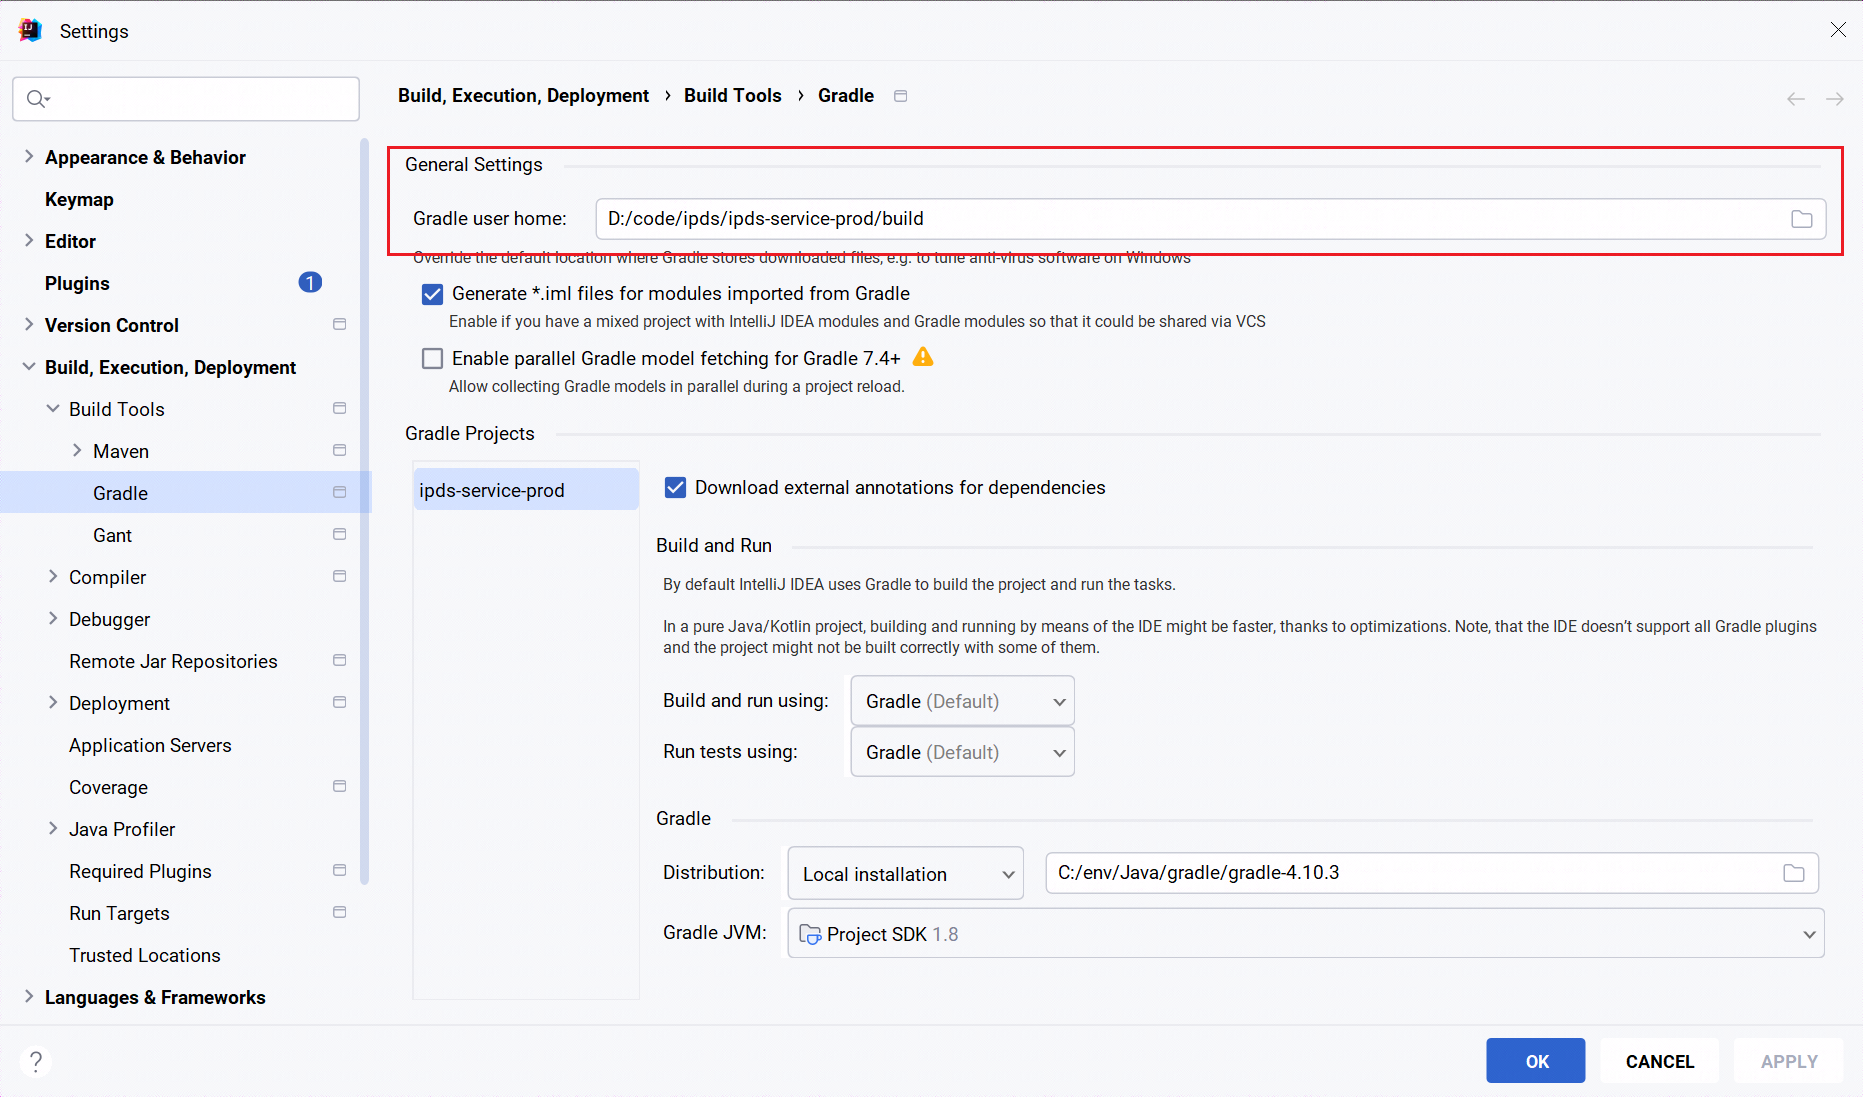 Settings
Build, Execution, Deployment › Build Tools › Gradle
Appearance & Behavior
Keymap
Editor
Plugins 1
Version Control
Build, Execution, Deployment
Build Tools
Maven
Gradle
Gant
Compiler
Debugger
Remote Jar Repositories
Deployment
Application Servers
Coverage
Java Profiler
Required Plugins
Run Targets
Trusted Locations
Languages & Frameworks
General Settings
Gradle user home: D:/code/ipds/ipds-service-prod/build
Override the default location where Gradle stores downloaded files, e.g. to tune anti-virus software on Windows
Generate *.iml files for modules imported from Gradle
Enable if you have a mixed project with IntelliJ IDEA modules and Gradle modules so that it could be shared via VCS
Enable parallel Gradle model fetching for Gradle 7.4+
Allow collecting Gradle models in parallel during a project reload.
Gradle Projects
ipds-service-prod
Download external annotations for dependencies
Build and Run
By default IntelliJ IDEA uses Gradle to build the project and run the tasks.
In a pure Java/Kotlin project, building and running by means of the IDE might be faster, thanks to optimizations. Note, that the IDE doesn't support all Gradle plugins
and the project might not be built correctly with some of them.
Build and run using: Gradle (Default)
Run tests using: Gradle (Default)
Gradle
Distribution: Local installation C:/env/Java/gradle/gradle-4.10.3
Gradle JVM: Project SDK 1.8
?
OK CANCEL APPLY